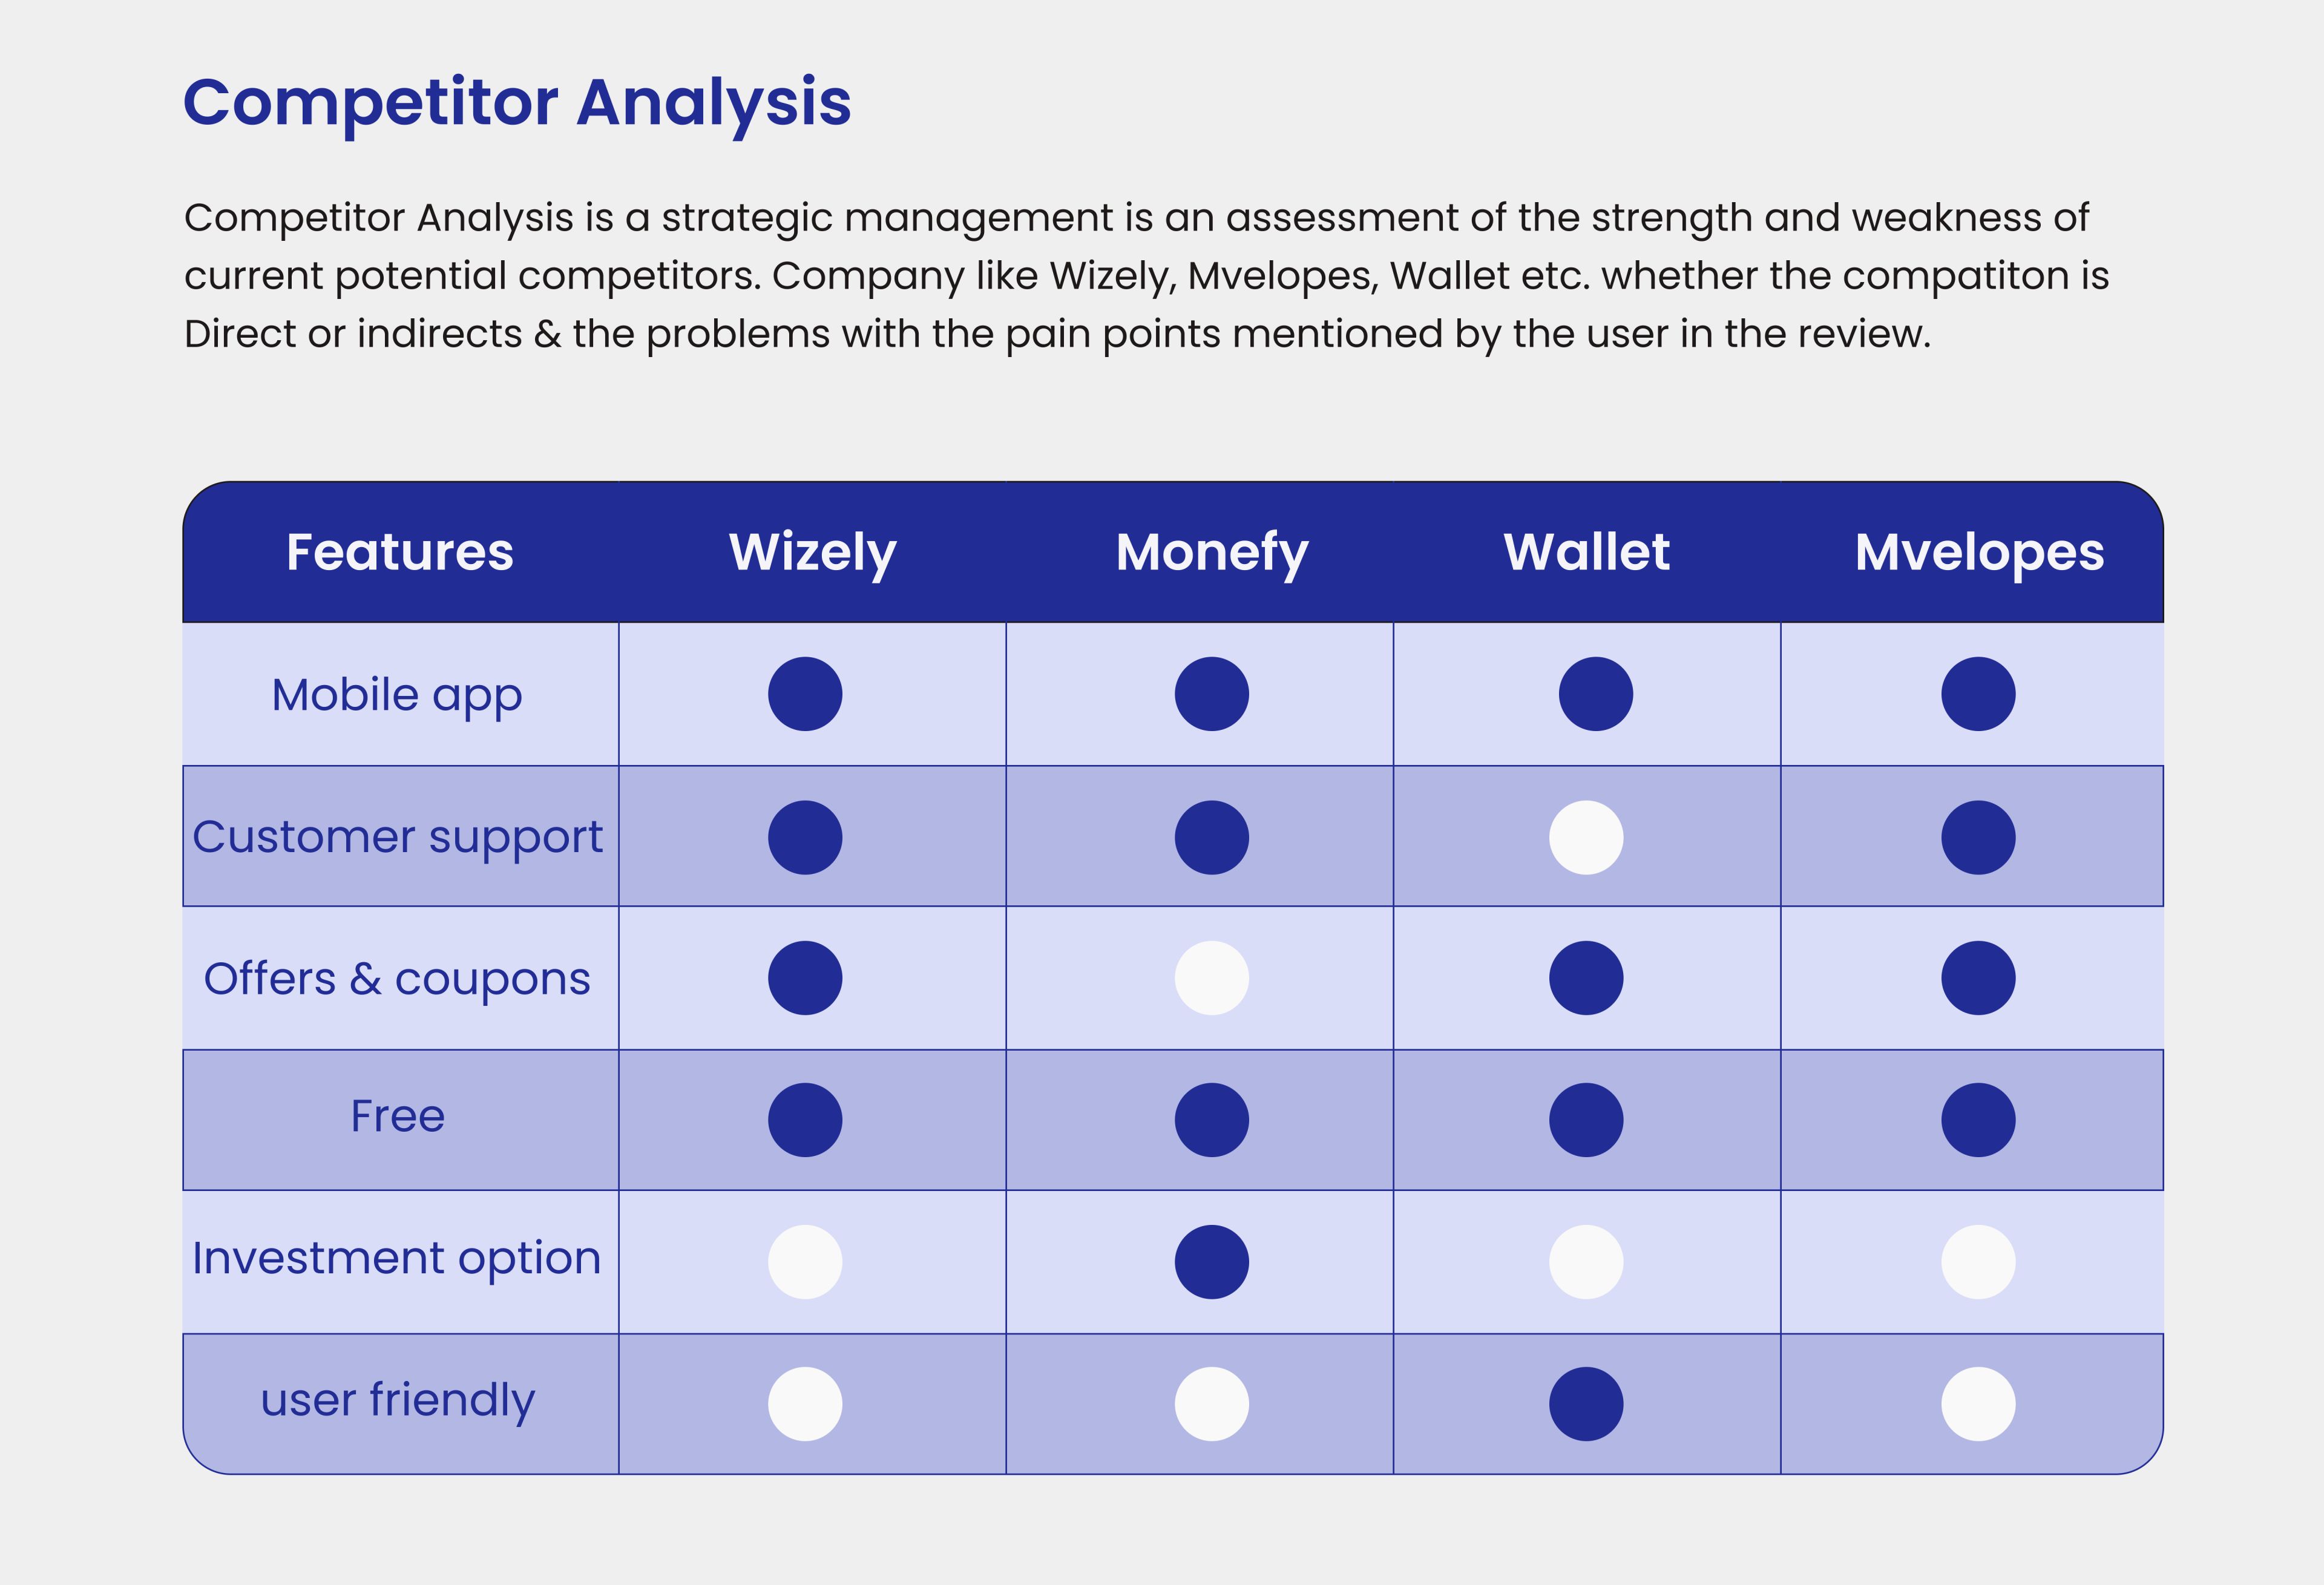 Competitor Analysis
Competitor Analysis is a strategic management is an assessment of the strength and weakness of
current potential competitors. Company like Wizely, Mvelopes, Wallet etc. whether the compatiton is
Direct or indirects & the problems with the pain points mentioned by the user in the review.
Features Wizely Monefy Wallet Mvelopes
Mobile app
Customer support
Offers & coupons
Free
Investment option
user friendly